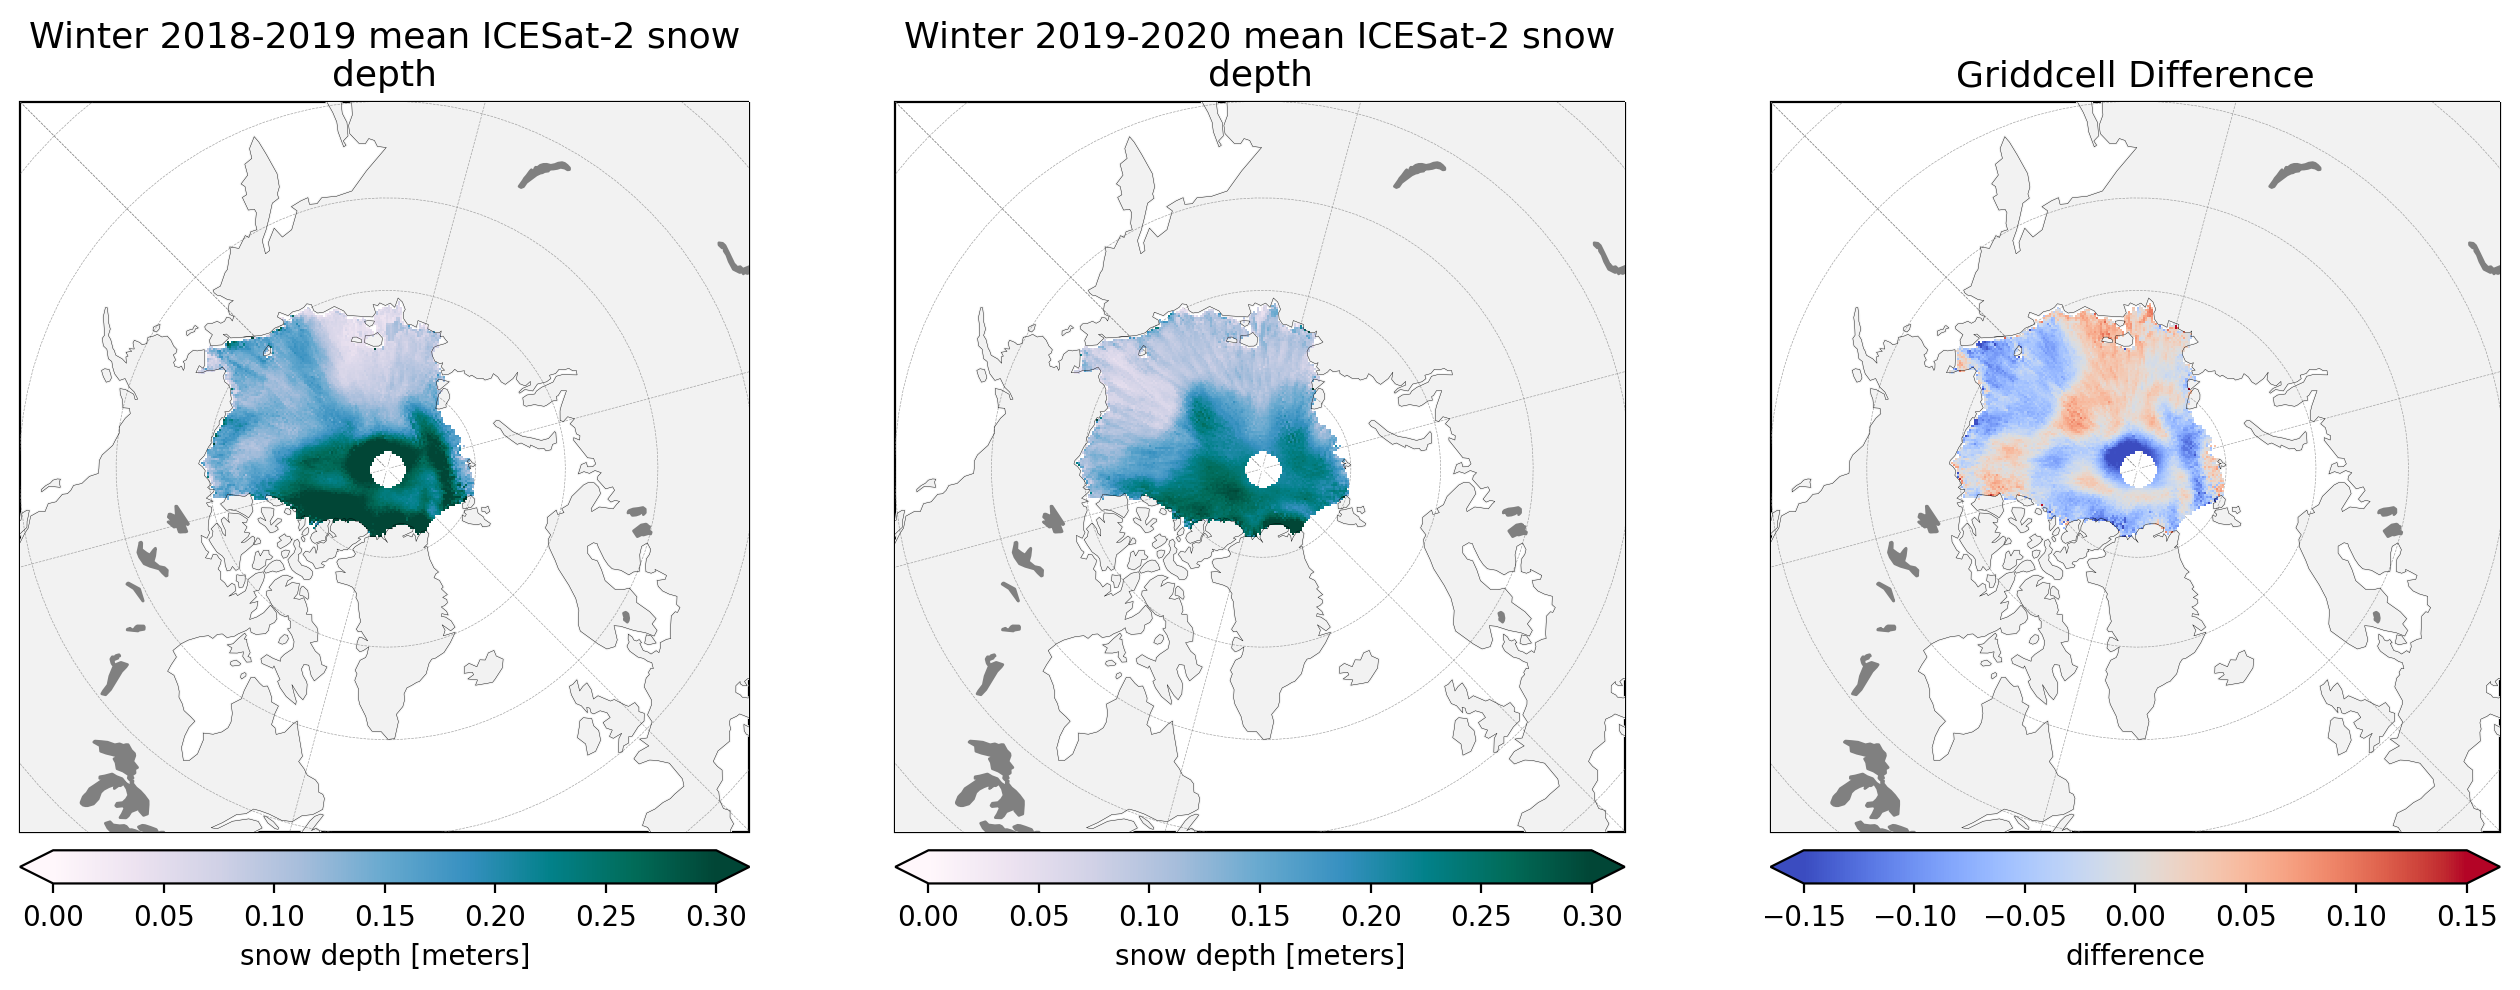 Winter 2018-2019 mean ICESat-2 snow
depth
Winter 2019-2020 mean ICESat-2 snow
depth
Griddcell Difference
0.00 0.05 0.10 0.15 0.20 0.25 0.30
snow depth [meters]
0.00 0.05 0.10 0.15 0.20 0.25 0.30
snow depth [meters]
−0.15 −0.10 −0.05 0.00 0.05 0.10 0.15
difference